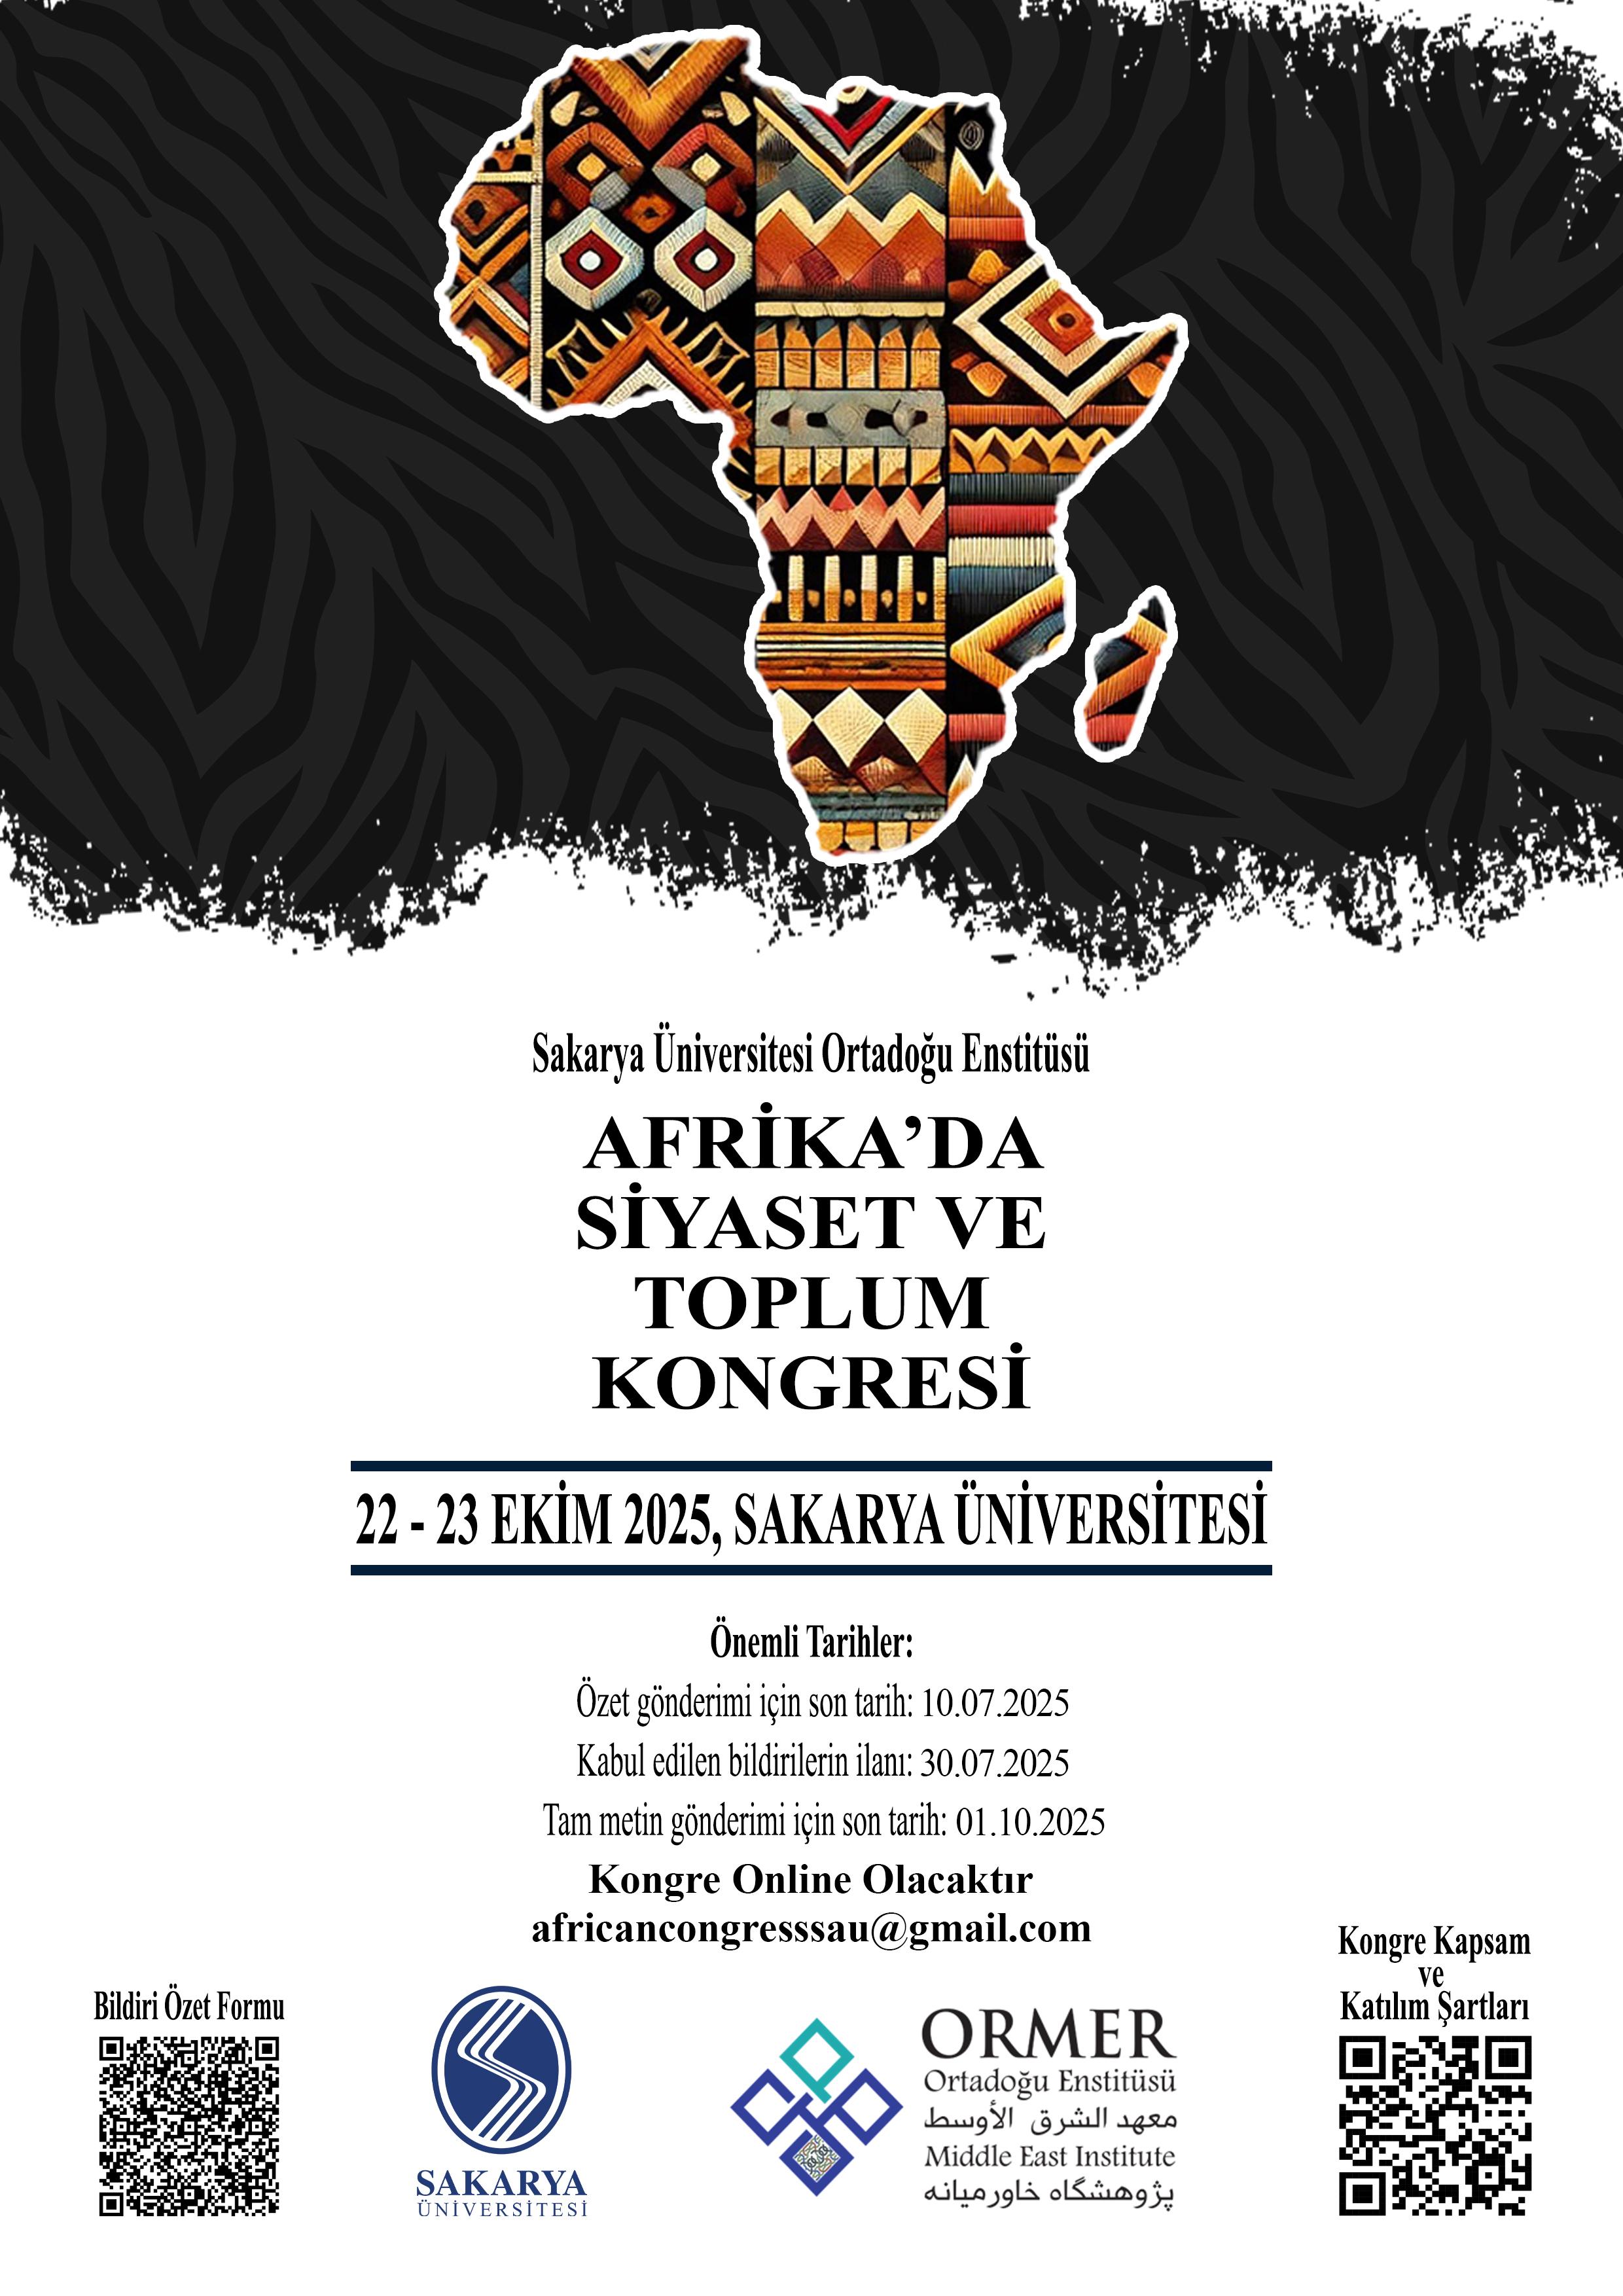 Sakarya Üniversitesi Ortadoğu Enstitüsü
AFRİKA’DA
SİYASET VE
TOPLUM
KONGRESİ
22 - 23 EKİM 2025, SAKARYA ÜNİVERSİTESİ
Önemli Tarihler:
Özet gönderimi için son tarih: 10.07.2025
Kabul edilen bildirilerin ilanı: 30.07.2025
Tam metin gönderimi için son tarih: 01.10.2025
Kongre Online Olacaktır
africancongresssau@gmail.com
Bildiri Özet Formu
SAKARYA
ÜNİVERSİTESİ
ORMER
Ortadoğu Enstitüsü
معهد الشرق الأوسط
Middle East Institute
پژوهشگاه خاورمیانه
Kongre Kapsam
ve
Katılım Şartları